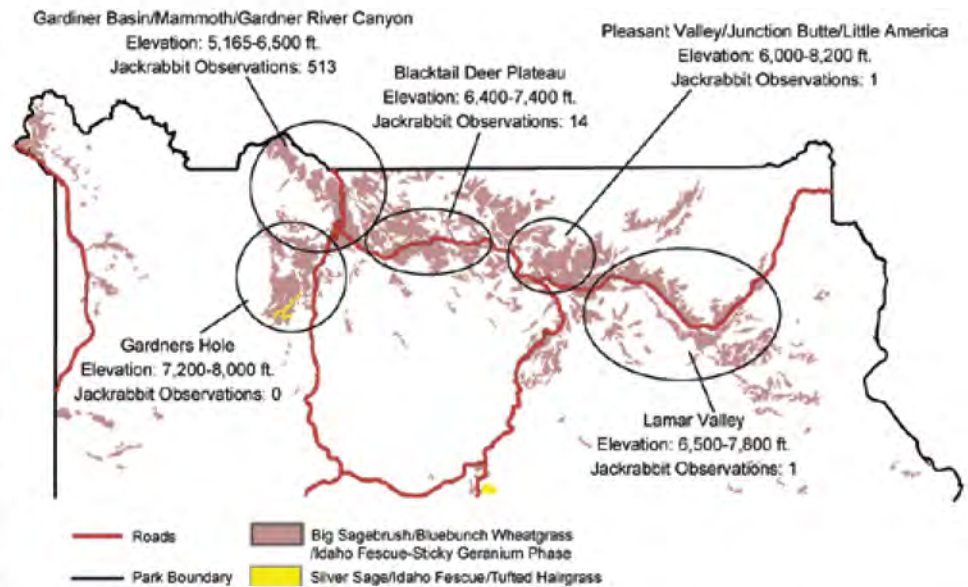 Gardiner Basin/Mammoth/Gardner River Canyon
Elevation: 5,165-6,500 ft.
Jackrabbit Observations: 513
Blacktail Deer Plateau
Elevation: 6,400-7,400 ft.
Jackrabbit Observations: 14
Pleasant Valley/Junction Butte/Little America
Elevation: 6,000-8,200 ft.
Jackrabbit Observations: 1
Gardners Hole
Elevation: 7,200-8,000 ft.
Jackrabbit Observations: 0
Lamar Valley
Elevation: 6,500-7,800 ft.
Jackrabbit Observations: 1
Roads
Big Sagebrush/Bluebunch Wheatgrass
/Idaho Fescue-Sticky Geranium Phase
Park Boundary
Silver Sage/Idaho Fescue/Tufted Hairgrass